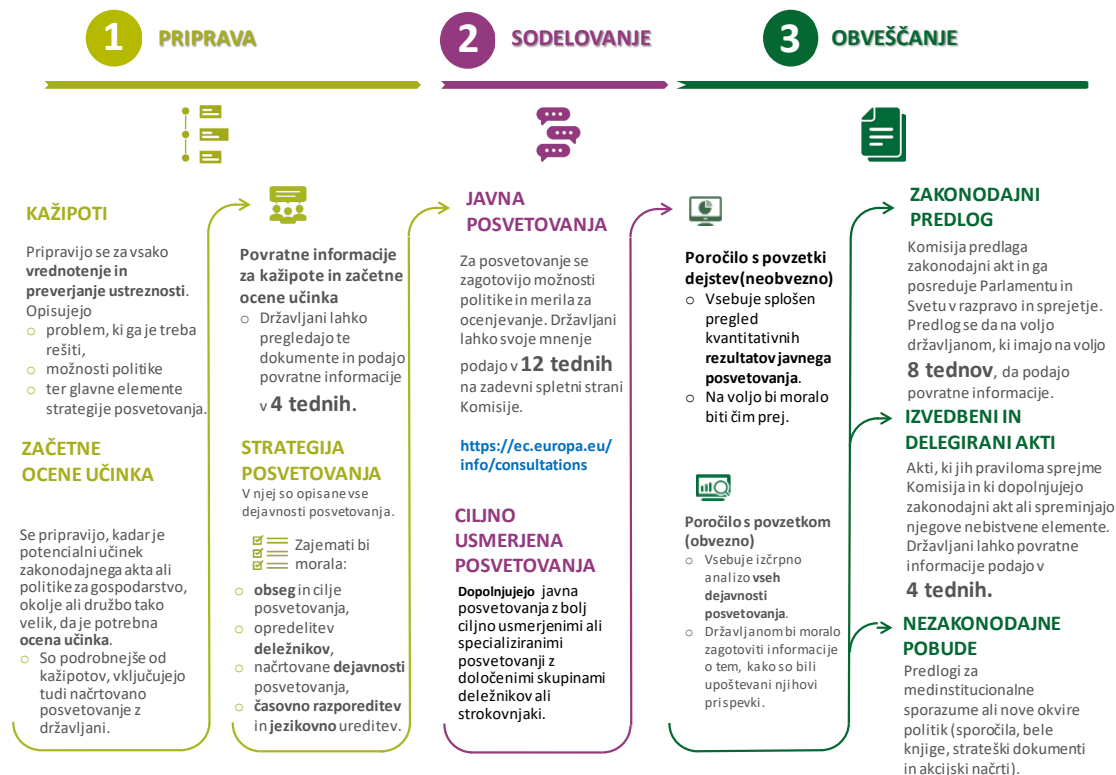 1 PRIPRAVA
2 SODELOVANJE
3 OBVEŠČANJE
KAŽIPOTI
Pripravijo se za vsako
vrednotenje in
preverjanje ustreznosti.
Opisujejo
problem, ki ga je treba
rešiti,
možnosti politike
ter glavne elemente
strategije posvetovanja.
ZAČETNE
OCENE UČINKA
Se pripravijo, kadar je
potencialni učinek
zakonodajnega akta ali
politike za gospodarstvo,
okolje ali družbo tako
velik, da je potrebna
ocena učinka.
So podrobnejše od
kažipotov, vključujejo
tudi načrtovano
posvetovanje z
državljani.
Povratne informacije
za kažipote in začetne
ocene učinka
Državljani lahko
pregledajo te
dokumente in podajo
povratne informacije
v 4 tednih.
STRATEGIJA
POSVETOVANJA
V njej so opisane vse
dejavnosti posvetovanja.
Zajemati bi
morala:
obseg in cilje
posvetovanja,
opredelitev
deležnikov,
načrtovane dejavnosti
posvetovanja,
časovno razporeditev
in jezikovno ureditev.
JAVNA
POSVETOVANJA
Za posvetovanje se
zagotovijo možnosti
politike in merila za
ocenjevanje. Državljani
lahko svoje mnenje
podajo v 12 tednih
na zadevni spletni strani
Komisije.
https://ec.europa.eu/
info/consultations
CILJNO
USMERJENA
POSVETOVANJA
Dopolnjujejo javna
posvetovanja z bolj
ciljno usmerjenimi ali
specializiranimi
posvetovanji z
določenimi skupinami
deležnikov ali
strokovnjaki.
Poročilo s povzetki
dejstev(neobvezno)
Vsebuje splošen
pregled
kvantitativnih
rezultatov javnega
posvetovanja.
Na voljo bi moralo
biti čim prej.
Poročilo s povzetkom
(obvezno)
Vsebuje izčrpno
analizo vseh
dejavnosti
posvetovanja.
Državljanom bi moralo
zagotoviti informacije
o tem, kako so bili
upoštevani njihovi
prispevki.
ZAKONODAJNI
PREDLOG
Komisija predlaga
zakonodajni akt in ga
posreduje Parlamentu in
Svetu v razpravo in sprejetje.
Predlog se da na voljo
državljanom, ki imajo na voljo
8 tednov, da podajo
povratne informacije.
IZVEDBENI IN
DELEGIRANI AKTI
Akti, ki jih praviloma sprejme
Komisija in ki dopolnjujejo
zakonodajni akt ali spreminjajo
njegove nebistvene elemente.
Državljani lahko povratne
informacije podajo v
4 tednih.
NEZAKONODAJNE
POBUDE
Predlogi za
medinstitucionalne
sporazume ali nove okvire
politik (sporočila, bele
knjige, strateški dokumenti
in akcijski načrti).